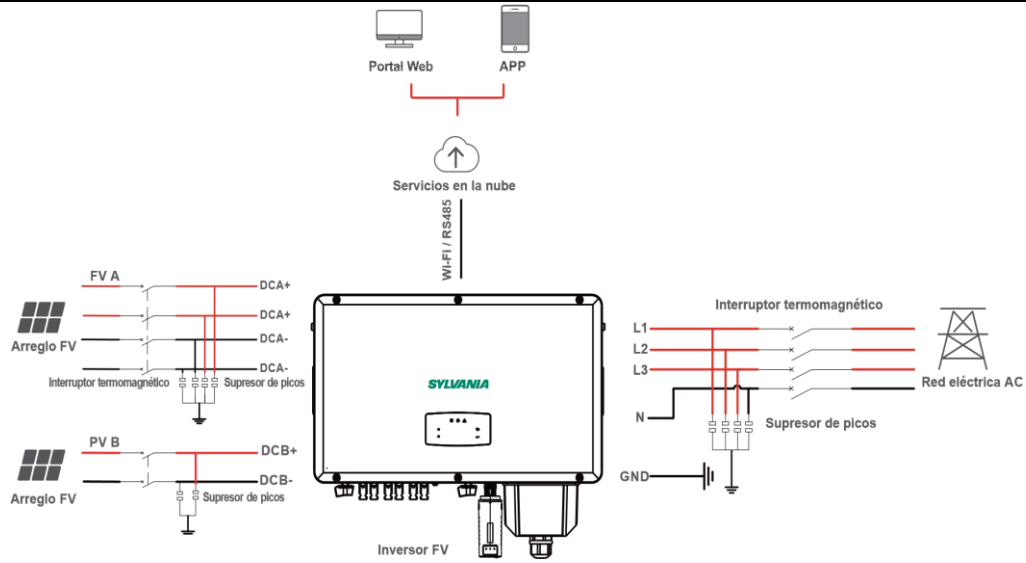 Portal Web
APP
Servicios en la nube
Wi-Fi / RS485
FV A
DCA+
DCA+
DCA-
DCA-
Arreglo FV
Interruptor termomagnético
Supresor de picos
PV B
DCB+
DCB-
Arreglo FV
Supresor de picos
SYLVANIA
Inversor FV
Interruptor termomagnético
L1
L2
L3
N
Red eléctrica AC
Supresor de picos
GND